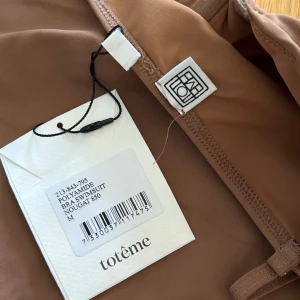 213-843-795
POLYAMIDE
BRA SWIMSUIT
NOUGAT 850
M
totême